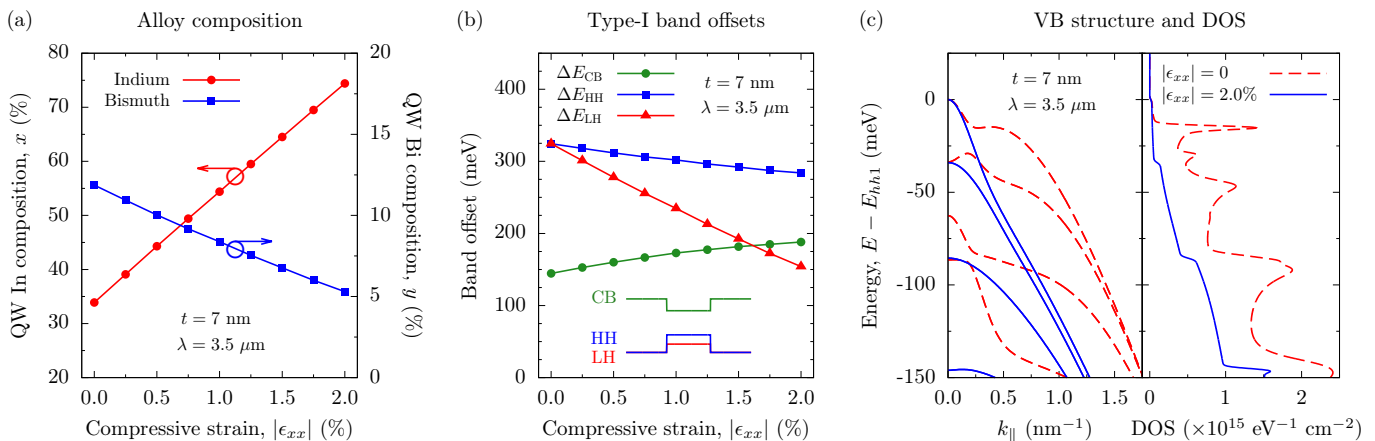 (a) Alloy composition
QW In composition, x (%)
80
70
60
50
40
30
20
Indium
Bismuth
t = 7 nm
λ = 3.5 μm
20
15
10
5
0
QW Bi composition, y (%)
0.0 0.5 1.0 1.5 2.0
Compressive strain, |ϵxx| (%)
(b) Type-I band offsets
Band offset (meV)
400
300
200
100
0
ΔECB
ΔEHH
ΔELH
t = 7 nm
λ = 3.5 μm
CB
HH
LH
0.0 0.5 1.0 1.5 2.0
Compressive strain, |ϵxx| (%)
(c) VB structure and DOS
Energy, E − Ehh1 (meV)
0
-50
-100
-150
t = 7 nm
λ = 3.5 μm
|ϵxx| = 0
|ϵxx| = 2.0%
0 0.5 1.0 1.5
k∥ (nm−1)
0 1 2
DOS (×10^15 eV−1 cm−2)